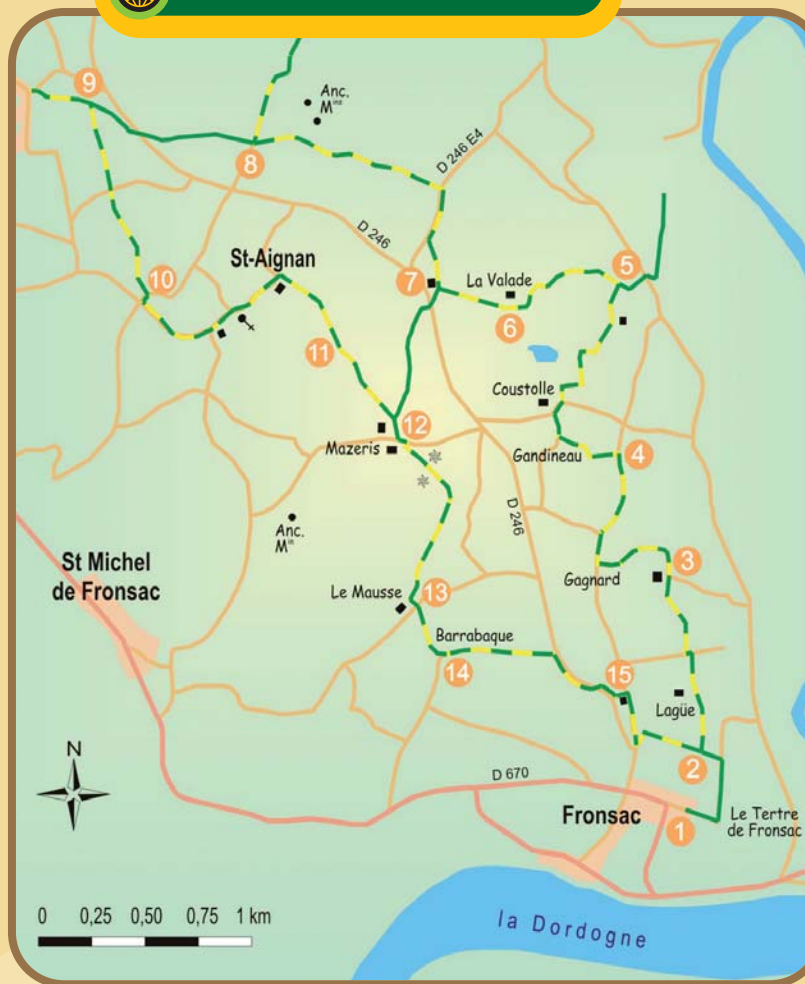 9
Anc.
Mins
8
D 246 E4
D 246
10
St-Aignan
7
La Valade
5
6
11
Coustolle
12
Mazeris
Gandineau
4
D 246
Anc.
Min
St Michel
de Fronsac
Gagnard
3
Le Mausse
13
Barrabaque
14
15
Lagüe
2
N
D 670
Fronsac
1
Le Tertre
de Fronsac
0 0,25 0,50 0,75 1 km
la Dordogne